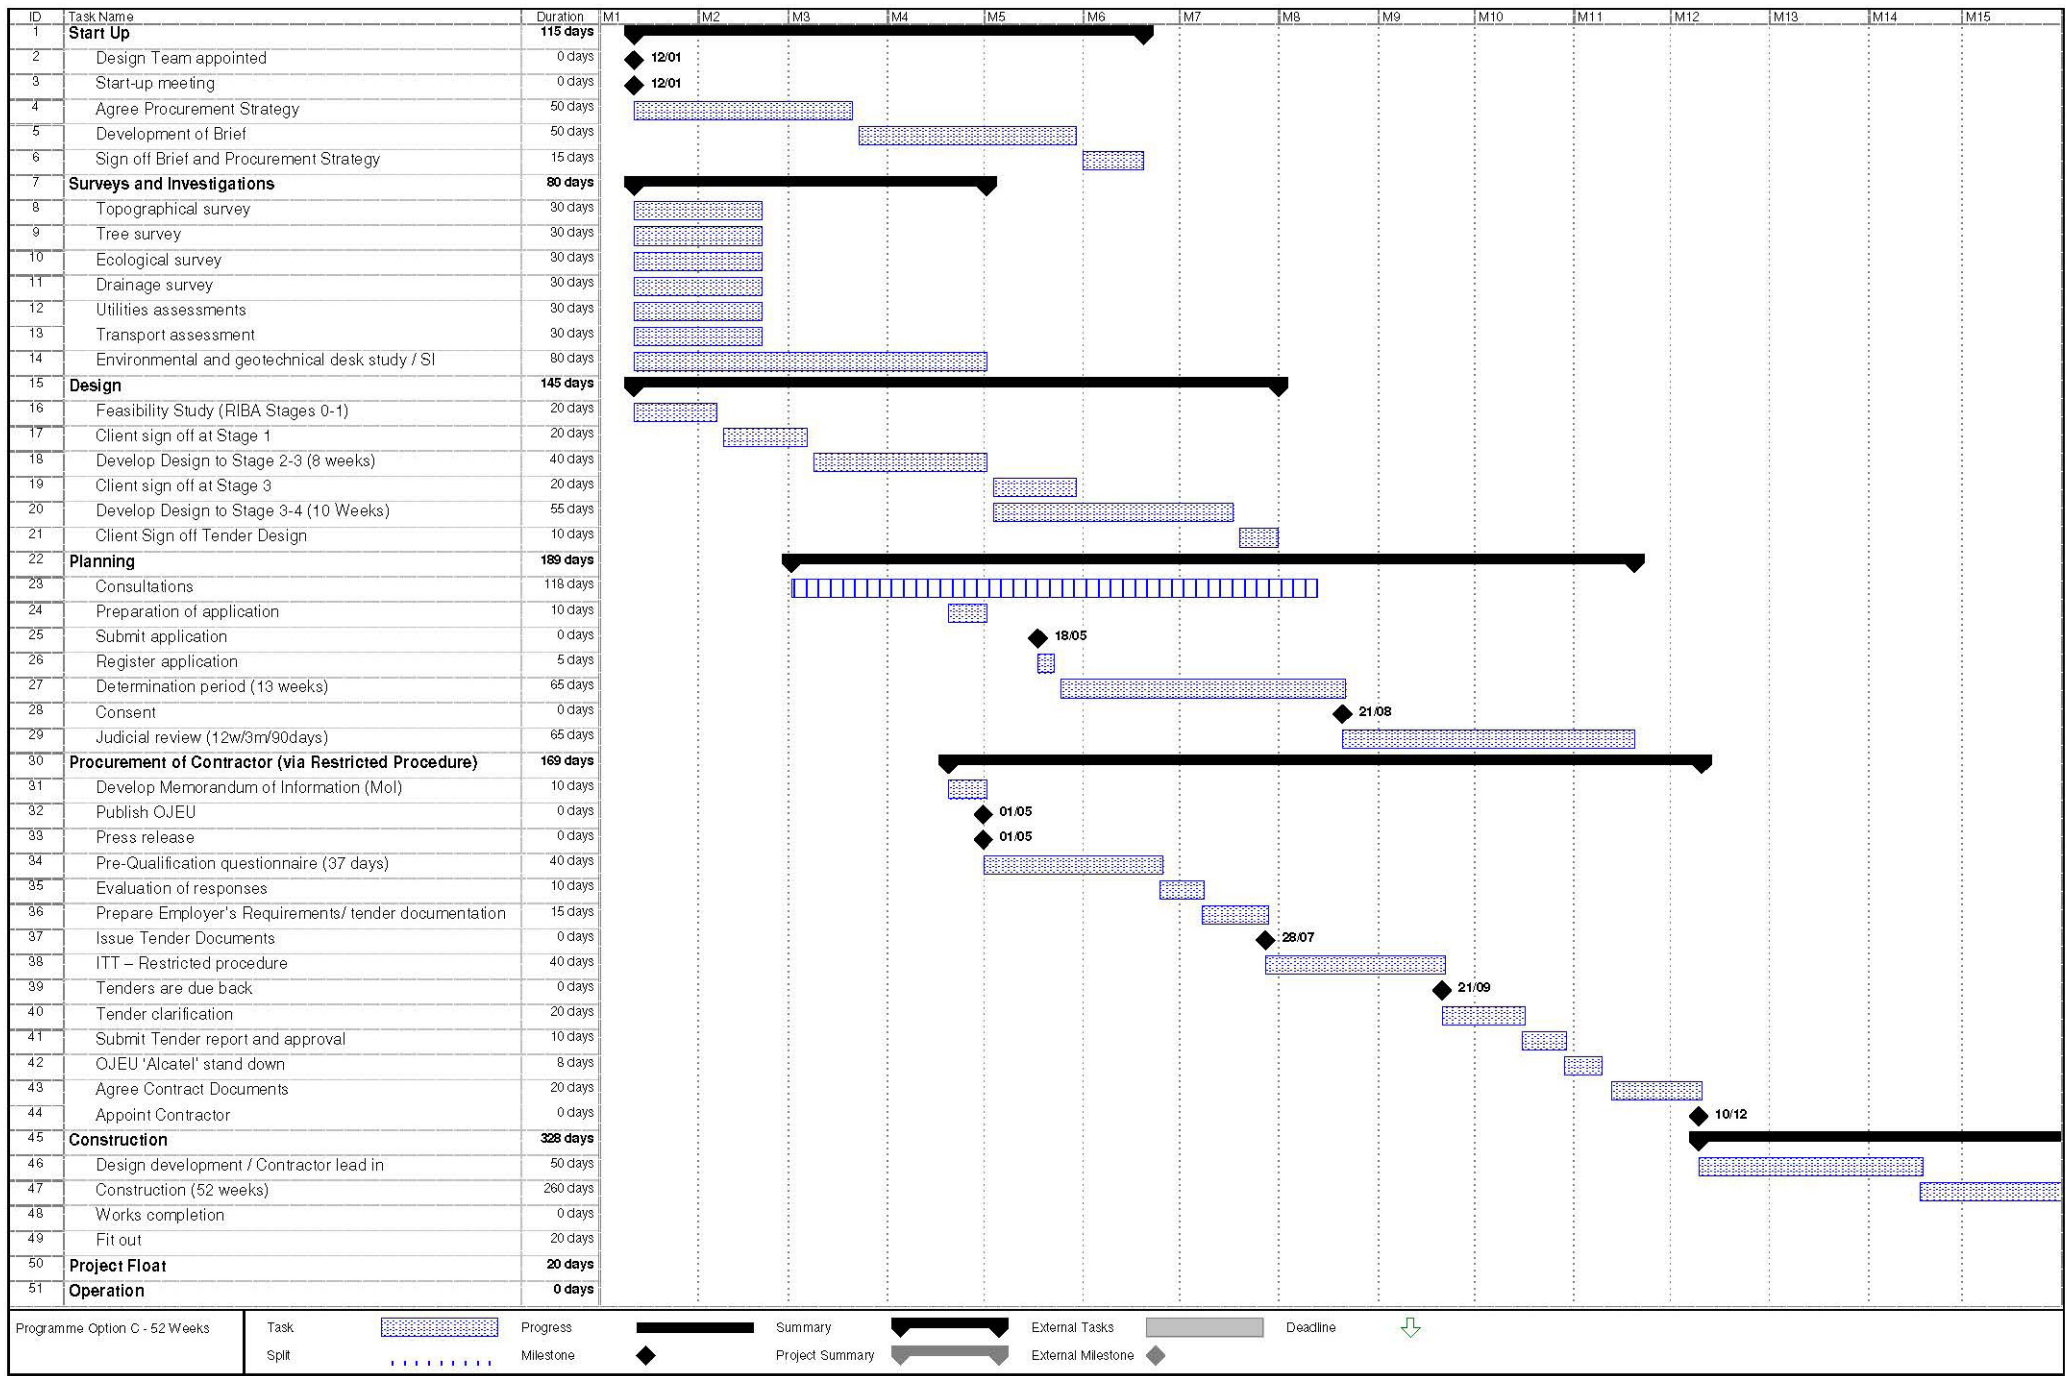 ID Task Name Duration M1 M2 M3 M4 M5 M6 M7 M8 M9 M10 M11 M12 M13 M14 M15
1 Start Up 115 days
2 Design Team appointed 0 days 12/01
3 Start-up meeting 0 days 12/01
4 Agree Procurement Strategy 50 days
5 Development of Brief 50 days
6 Sign off Brief and Procurement Strategy 15 days
7 Surveys and Investigations 80 days
8 Topographical survey 30 days
9 Tree survey 30 days
10 Ecological survey 30 days
11 Drainage survey 30 days
12 Utilities assessments 30 days
13 Transport assessment 30 days
14 Environmental and geotechnical desk study / SI 80 days
15 Design 145 days
16 Feasibility Study (RIBA Stages 0-1) 20 days
17 Client sign off at Stage 1 20 days
18 Develop Design to Stage 2-3 (8 weeks) 40 days
19 Client sign off at Stage 3 20 days
20 Develop Design to Stage 3-4 (10 Weeks) 55 days
21 Client Sign off Tender Design 10 days
22 Planning 189 days
23 Consultations 118 days
24 Preparation of application 10 days
25 Submit application 0 days 18/05
26 Register application 5 days
27 Determination period (13 weeks) 65 days
28 Consent 0 days 21/08
29 Judicial review (12w/3m/90days) 65 days
30 Procurement of Contractor (via Restricted Procedure) 169 days
31 Develop Memorandum of Information (MoI) 10 days
32 Publish OJEU 0 days 01/05
33 Press release 0 days 01/05
34 Pre-Qualification questionnaire (37 days) 40 days
35 Evaluation of responses 10 days
36 Prepare Employer's Requirements/ tender documentation 15 days
37 Issue Tender Documents 0 days 28/07
38 ITT – Restricted procedure 40 days
39 Tenders are due back 0 days 21/09
40 Tender clarification 20 days
41 Submit Tender report and approval 10 days
42 OJEU 'Alcatel' stand down 8 days
43 Agree Contract Documents 20 days
44 Appoint Contractor 0 days 10/12
45 Construction 328 days
46 Design development / Contractor lead in 50 days
47 Construction (52 weeks) 260 days
48 Works completion 0 days
49 Fit out 20 days
50 Project Float 20 days
51 Operation 0 days
Programme Option C - 52 Weeks Task Progress Summary External Tasks Deadline
Split Milestone Project Summary External Milestone